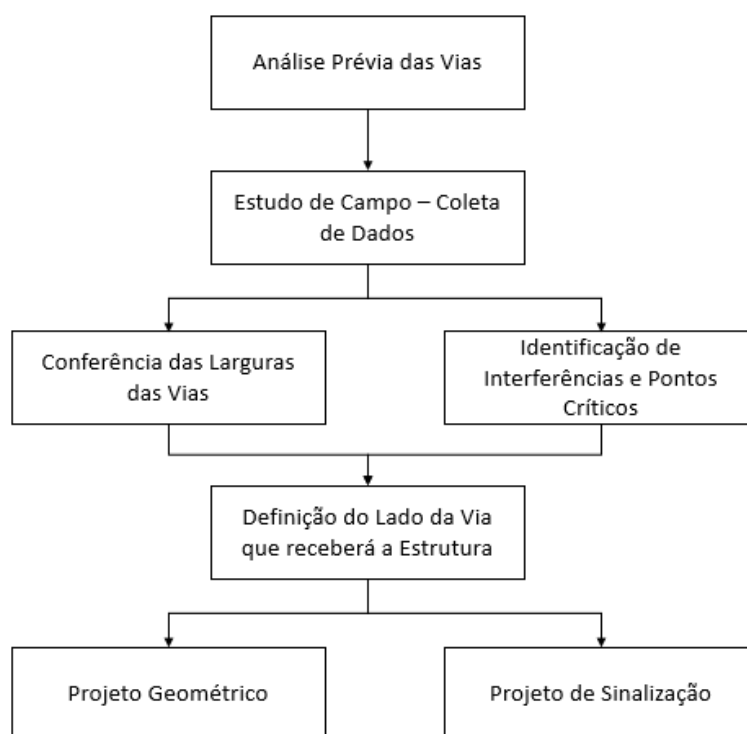 Análise Prévia das Vias
Estudo de Campo – Coleta
de Dados
Conferência das Larguras
das Vias
Identificação de
Interferências e Pontos
Críticos
Definição do Lado da Via
que receberá a Estrutura
Projeto Geométrico
Projeto de Sinalização